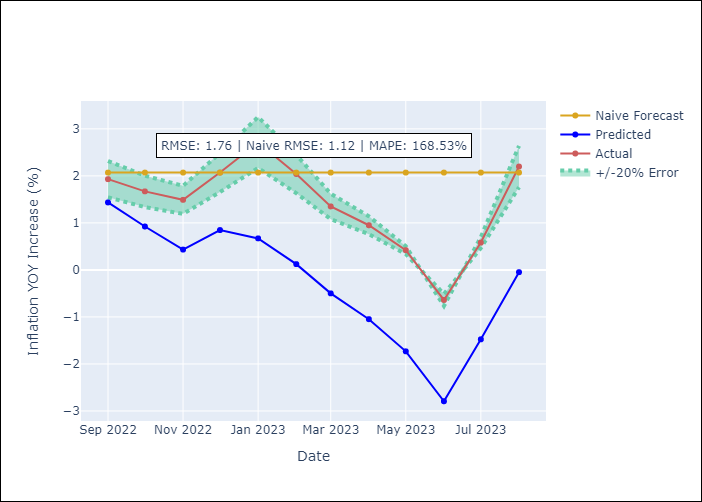 RMSE: 1.76 | Naive RMSE: 1.12 | MAPE: 168.53%
Naive Forecast
Predicted
Actual
+/-20% Error
Inflation YOY Increase (%)
3
2
1
0
−1
−2
−3
Sep 2022 Nov 2022 Jan 2023 Mar 2023 May 2023 Jul 2023
Date